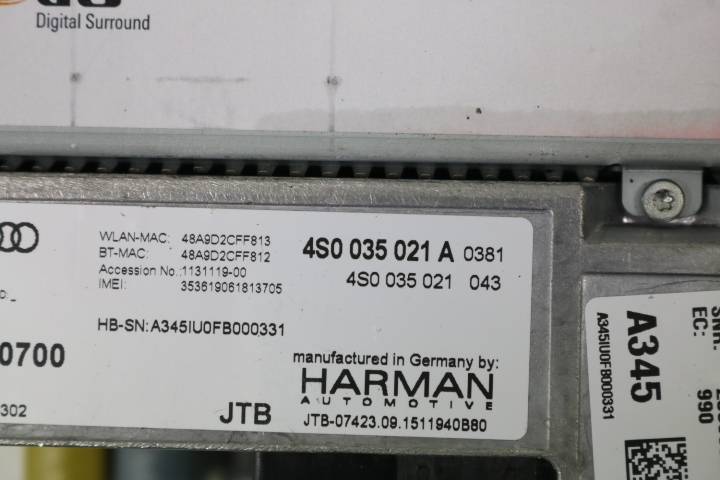 Digital Surround
WLAN-MAC: 48A9D2CFF813
BT-MAC: 48A9D2CFF812
Accession No.:1131119-00
IMEI: 353619061813705
4S0 035 021 A 0381
4S0 035 021 043
D:_
HB-SN:A345IU0FB000331
0700
302
JTB
manufactured in Germany by:
HARMAN
AUTOMOTIVE
JTB-07423.09.1511940B80
A345IU0FB000331
A345
EC: 990